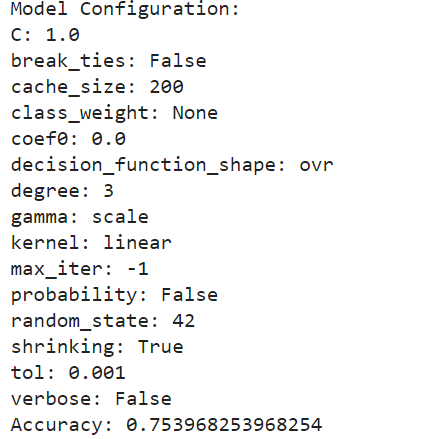 Model Configuration:
C: 1.0
break_ties: False
cache_size: 200
class_weight: None
coef0: 0.0
decision_function_shape: ovr
degree: 3
gamma: scale
kernel: linear
max_iter: -1
probability: False
random_state: 42
shrinking: True
tol: 0.001
verbose: False
Accuracy: 0.753968253968254